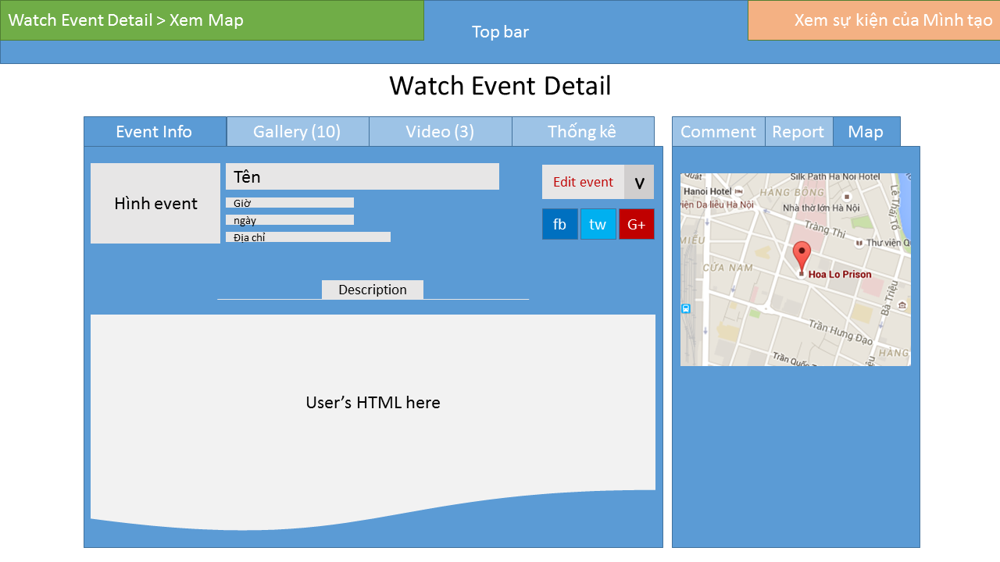 Watch Event Detail > Xem Map
Top bar
Xem sự kiện của Mình tạo
Watch Event Detail
Event Info
Gallery (10)
Video (3)
Thống kê
Comment
Report
Map
Hình event
Tên
Giờ
ngày
Địa chỉ
Edit event
V
fb
tw
G+
Description
User's HTML here
Quát
Silk Path Hà Nội Hotel
Hanoi Hotel
HÀNG BÔNG
viện Da liễu Hà Nội
Nhà thờ lớn Hà Nội
Lê Thái Tổ
Tràng Thi
MIẾU
Thư viện Q
CỬA NAM
Hoa Lo Prison
Bà Triệu
Trần Hưng Đạo
Trần Quốc
HÀNG